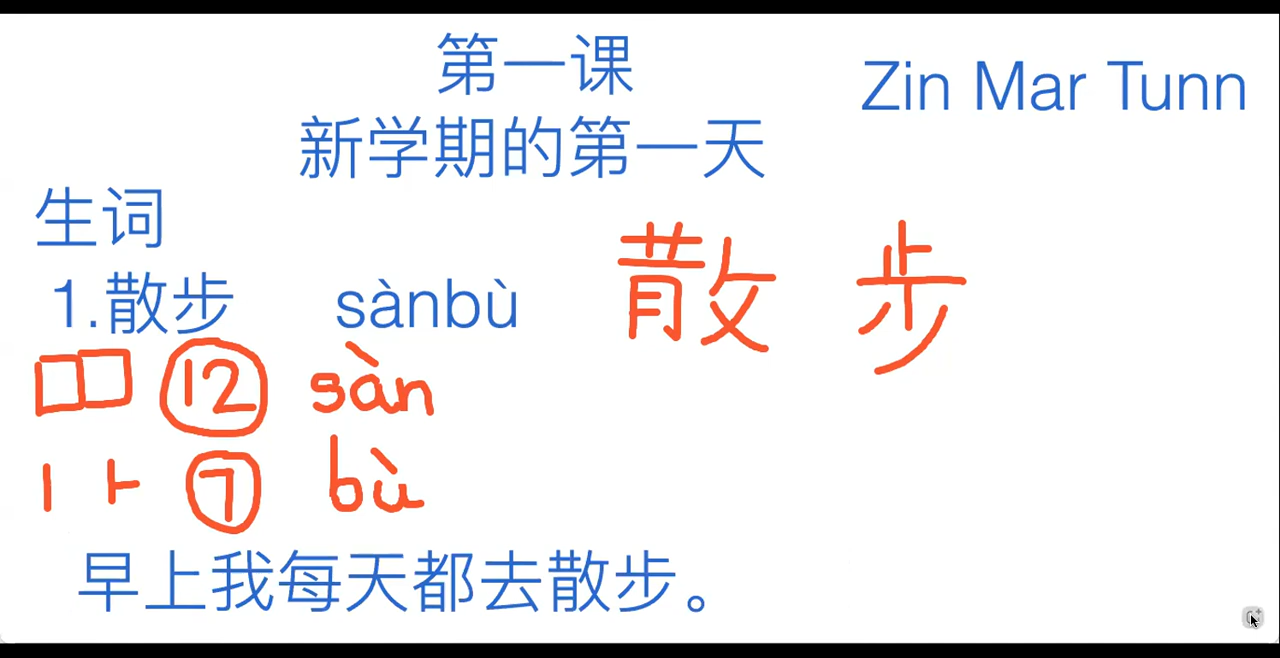 第一课
Zin Mar Tunn
新学期的第一天
生词
1.散步 sànbù
散 步
12 sàn
7 bù
早上我每天都去散步。